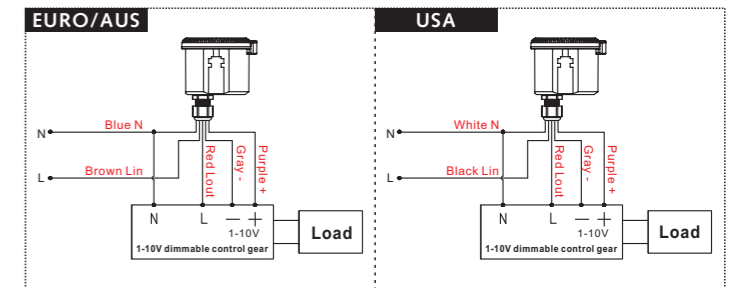 EURO/AUS
N
Blue N
L
Brown Lin
Red Lout
Gray -
Purple +
N L — +
1-10V
1-10V dimmable control gear
Load
USA
N
White N
L
Black Lin
Red Lout
Gray -
Purple +
N L — +
1-10V
1-10V dimmable control gear
Load